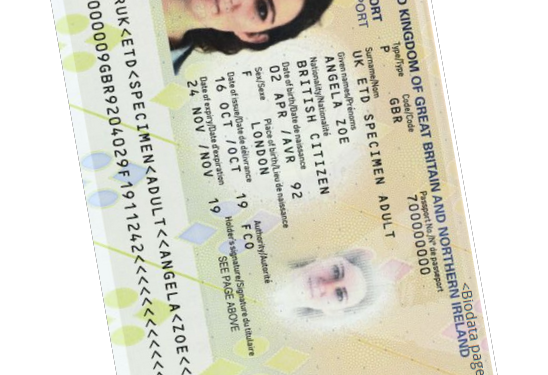 <Biodata page
KINGDOM OF GREAT BRITAIN AND NORTHERN IRELAND
Type/Type Code/Code Passport No./Nº de passeport
P GBR 700000000
Surname/Nom
UK ETD SPECIMEN ADULT
Given names/Prénoms
ANGELA ZOE
Nationality/Nationalité
BRITISH CITIZEN
Date of birth/Date de naissance
02 APR /AVR 92
Sex/Sexe Place of birth/Lieu de naissance
F LONDON
Date of issue/Date de délivrance Authority/Autorité
16 OCT /OCT 19 FCO
Date of expiry/Date d'expiration Holder's signature/Signature du titulaire
24 NOV /NOV 19 SEE PAGE ABOVE
RUK<ETD<SPECIMEN<ADULT<<ANGELA<ZOE<<
00009GBR9204029F1911242<<<<<<